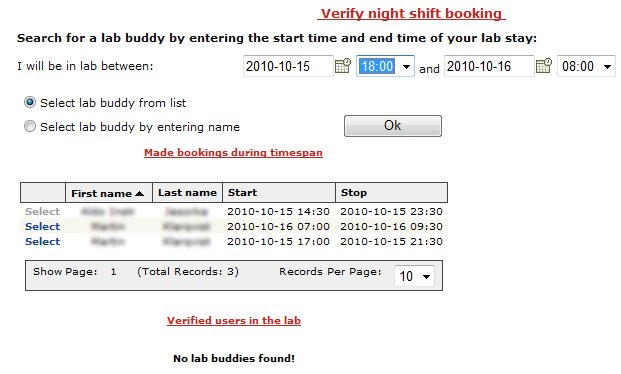 Verify night shift booking
Search for a lab buddy by entering the start time and end time of your lab stay:
I will be in lab between: 2010-10-15 18:00 and 2010-10-16 08:00
Select lab buddy from list
Select lab buddy by entering name Ok
Made bookings during timespan
First name Last name Start Stop
Select 2010-10-15 14:30 2010-10-15 23:30
Select 2010-10-16 07:00 2010-10-16 09:30
Select 2010-10-15 17:00 2010-10-15 21:30
Show Page: 1 (Total Records: 3) Records Per Page: 10
Verified users in the lab
No lab buddies found!